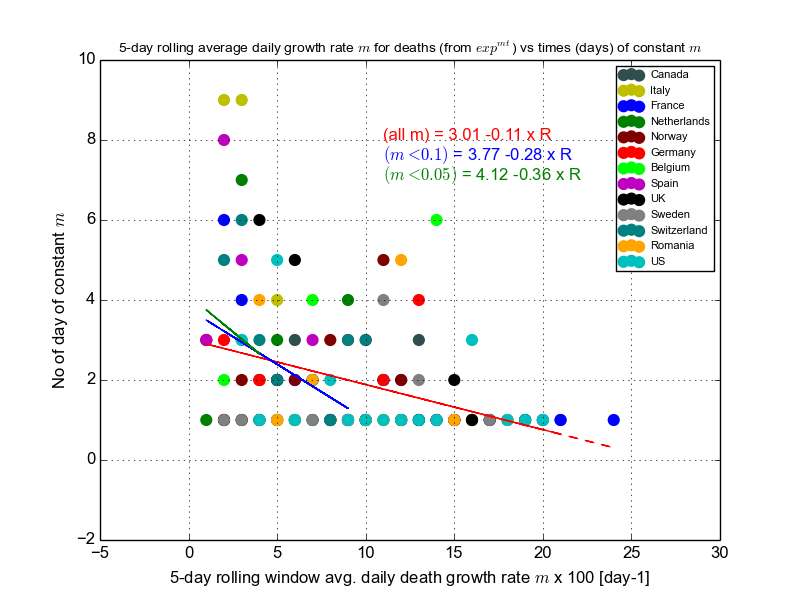 5-day rolling average daily growth rate m for deaths (from exp^{mt}) vs times (days) of constant m
No of day of constant m
10
8
6
4
2
0
−2
−5
0
5
10
15
20
25
30
5-day rolling window avg. daily death growth rate m x 100 [day-1]
(all m) = 3.01 -0.11 x R
(m<0.1) = 3.77 -0.28 x R
(m<0.05) = 4.12 -0.36 x R
Canada
Italy
France
Netherlands
Norway
Germany
Belgium
Spain
UK
Sweden
Switzerland
Romania
US